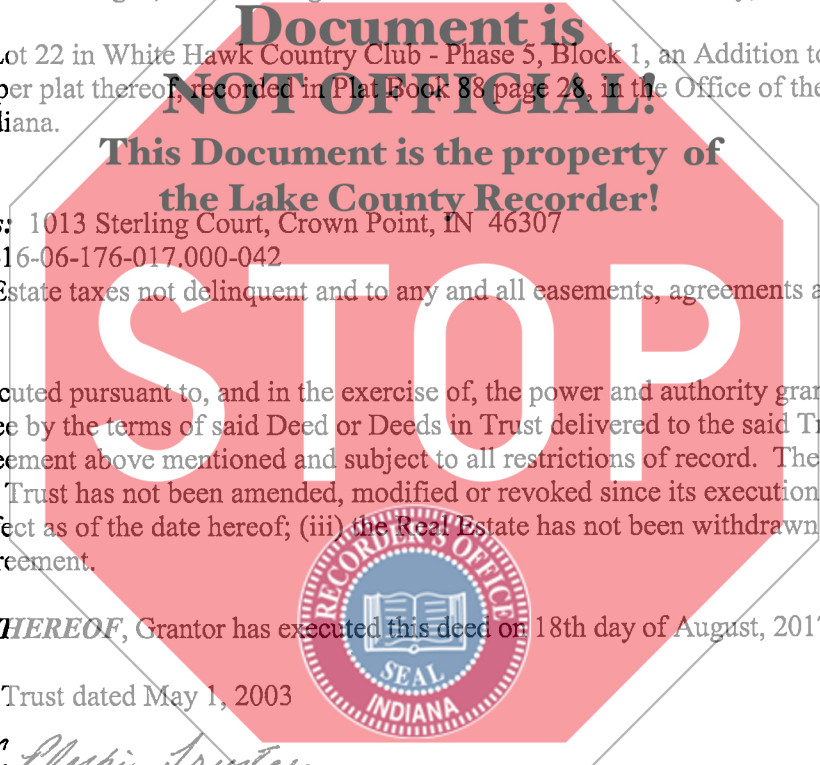 Document is
Lot 22 in White Hawk Country Club - Phase 5, Block 1, an Addition to
per plat thereof, recorded in Plat Book 88 page 28, in the Office of the
NOT OFFICIAL!
diana.
This Document is the property of
the Lake County Recorder!
s: 1013 Sterling Court, Crown Point, IN 46307
-16-06-176-017.000-042
Estate taxes not delinquent and to any and all easements, agreements a
STOP
cuted pursuant to, and in the exercise of, the power and authority gran
ee by the terms of said Deed or Deeds in Trust delivered to the said Tr
eement above mentioned and subject to all restrictions of record. The
Trust has not been amended, modified or revoked since its execution
fect as of the date hereof; (iii) the Real Estate has not been withdrawn
reement.
RECORDER'S OFFICE
SEAL
INDIANA
HEREOF, Grantor has executed this deed on 18th day of August, 2017
Trust dated May 1, 2003
Trustee